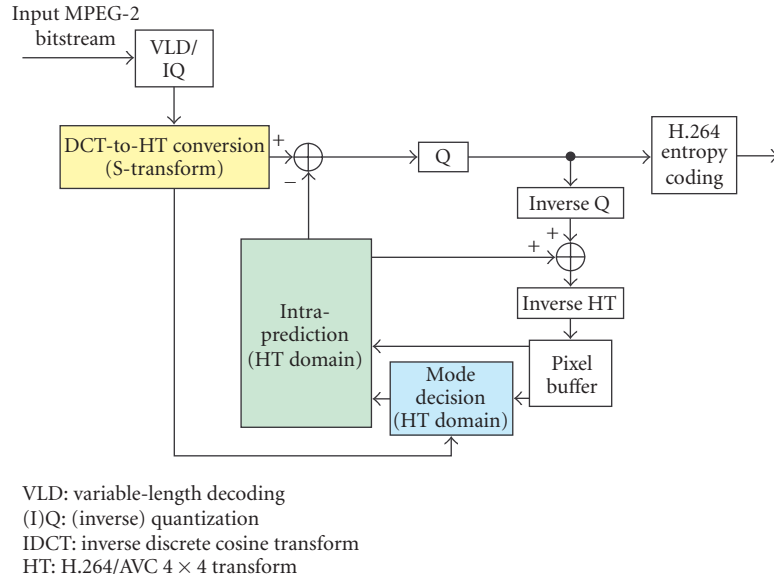 Input MPEG-2
bitstream
VLD/
IQ
DCT-to-HT conversion
(S-transform)
+
−
Q
H.264
entropy
coding
Inverse Q
+
+
Inverse HT
Intra-
prediction
(HT domain)
Pixel
buffer
Mode
decision
(HT domain)
VLD: variable-length decoding
(I)Q: (inverse) quantization
IDCT: inverse discrete cosine transform
HT: H.264/AVC 4 × 4 transform